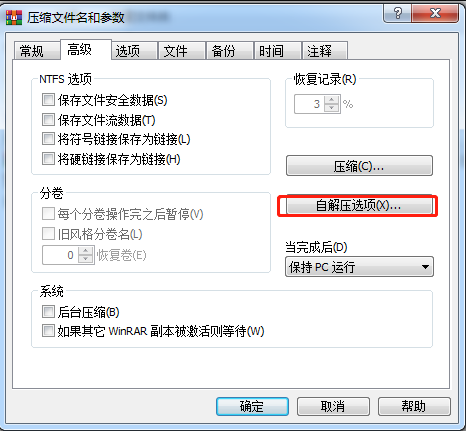 压缩文件名和参数
常规 高级 选项 文件 备份 时间 注释
NTFS 选项
保存文件安全数据(S)
保存文件流数据(T)
将符号链接保存为链接(L)
将硬链接保存为链接(H)
恢复记录(R)
3 %
压缩(C)...
分卷
每个分卷操作完之后暂停(V)
旧风格分卷名(L)
0 恢复卷(E)
自解压选项(X)...
当完成后(D)
保持 PC 运行
系统
后台压缩(B)
如果其它 WinRAR 副本被激活则等待(W)
确定 取消 帮助